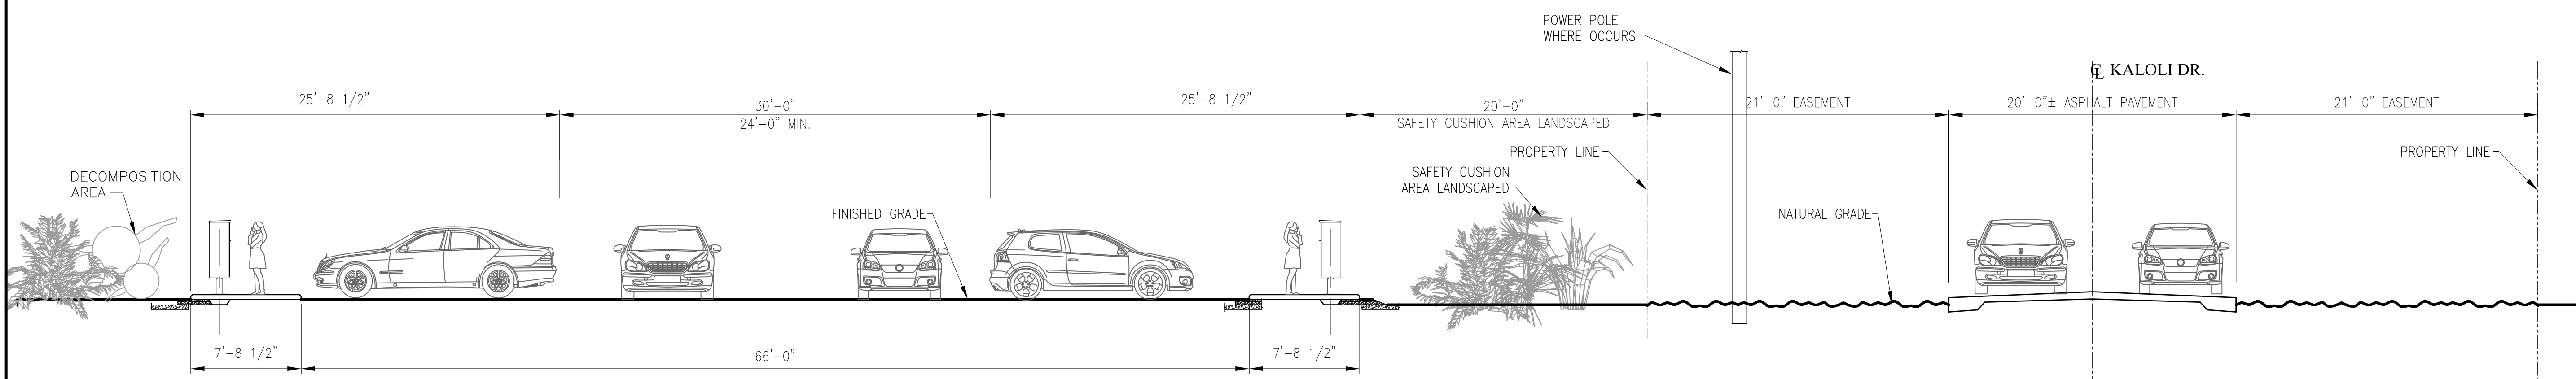 POWER POLE
WHERE OCCURS
℄ KALOLI DR.
25'-8 1/2"
30'-0"
24'-0" MIN.
25'-8 1/2"
20'-0"
SAFETY CUSHION AREA LANDSCAPED
21'-0" EASEMENT
20'-0"± ASPHALT PAVEMENT
21'-0" EASEMENT
PROPERTY LINE
PROPERTY LINE
DECOMPOSITION
AREA
SAFETY CUSHION
AREA LANDSCAPED
FINISHED GRADE
NATURAL GRADE
7'-8 1/2"
66'-0"
7'-8 1/2"